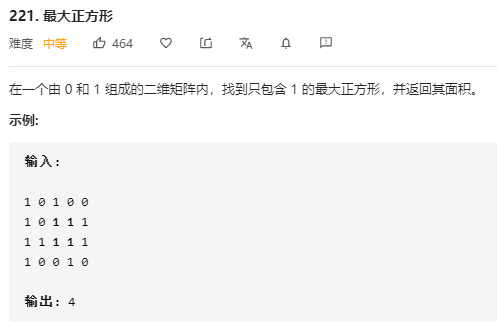 221. 最大正方形
难度 中等 464
在一个由 0 和 1 组成的二维矩阵内，找到只包含 1 的最大正方形，并返回其面积。
示例:
输入:
1 0 1 0 0
1 0 1 1 1
1 1 1 1 1
1 0 0 1 0
输出: 4